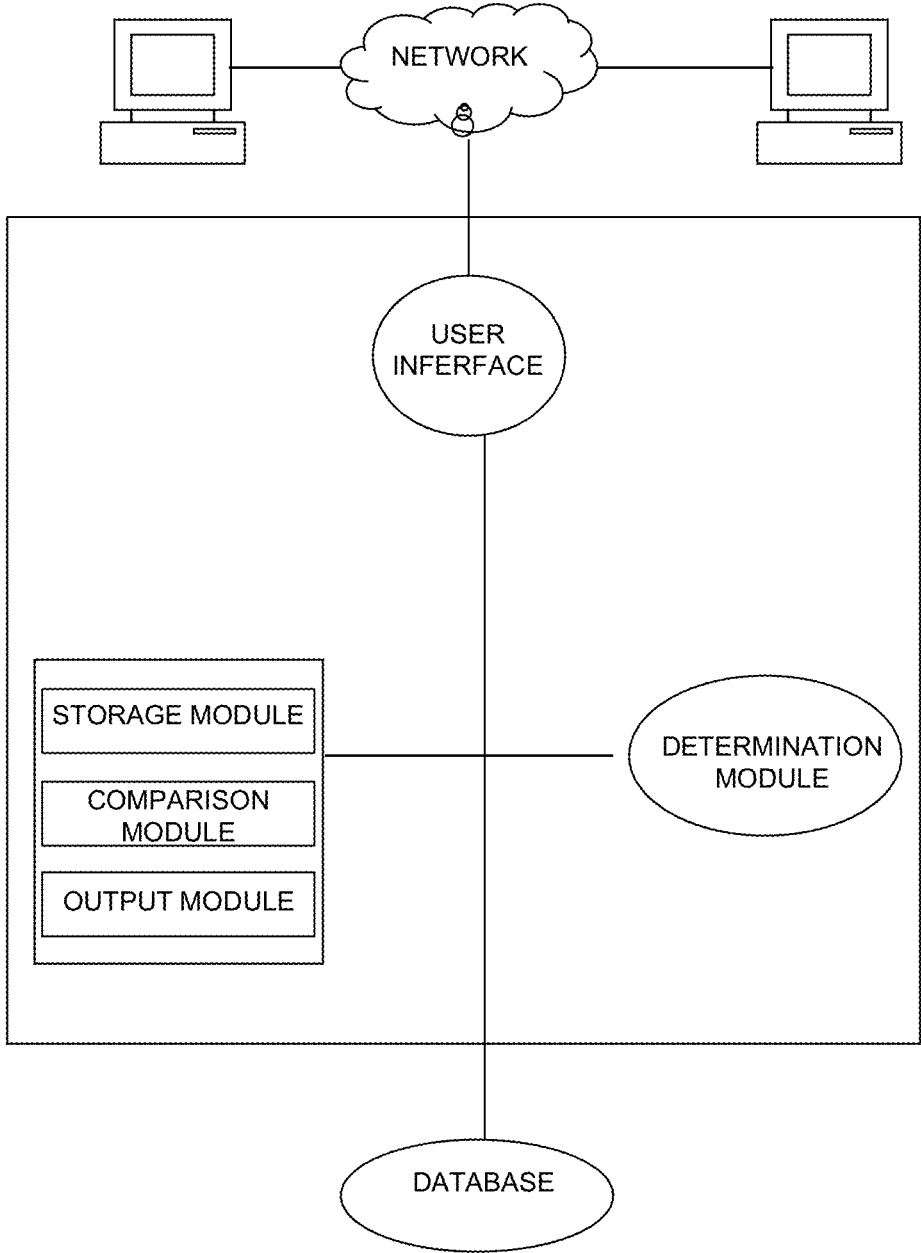 NETWORK
USER
INFERFACE
STORAGE MODULE
COMPARISON
MODULE
OUTPUT MODULE
DETERMINATION
MODULE
DATABASE